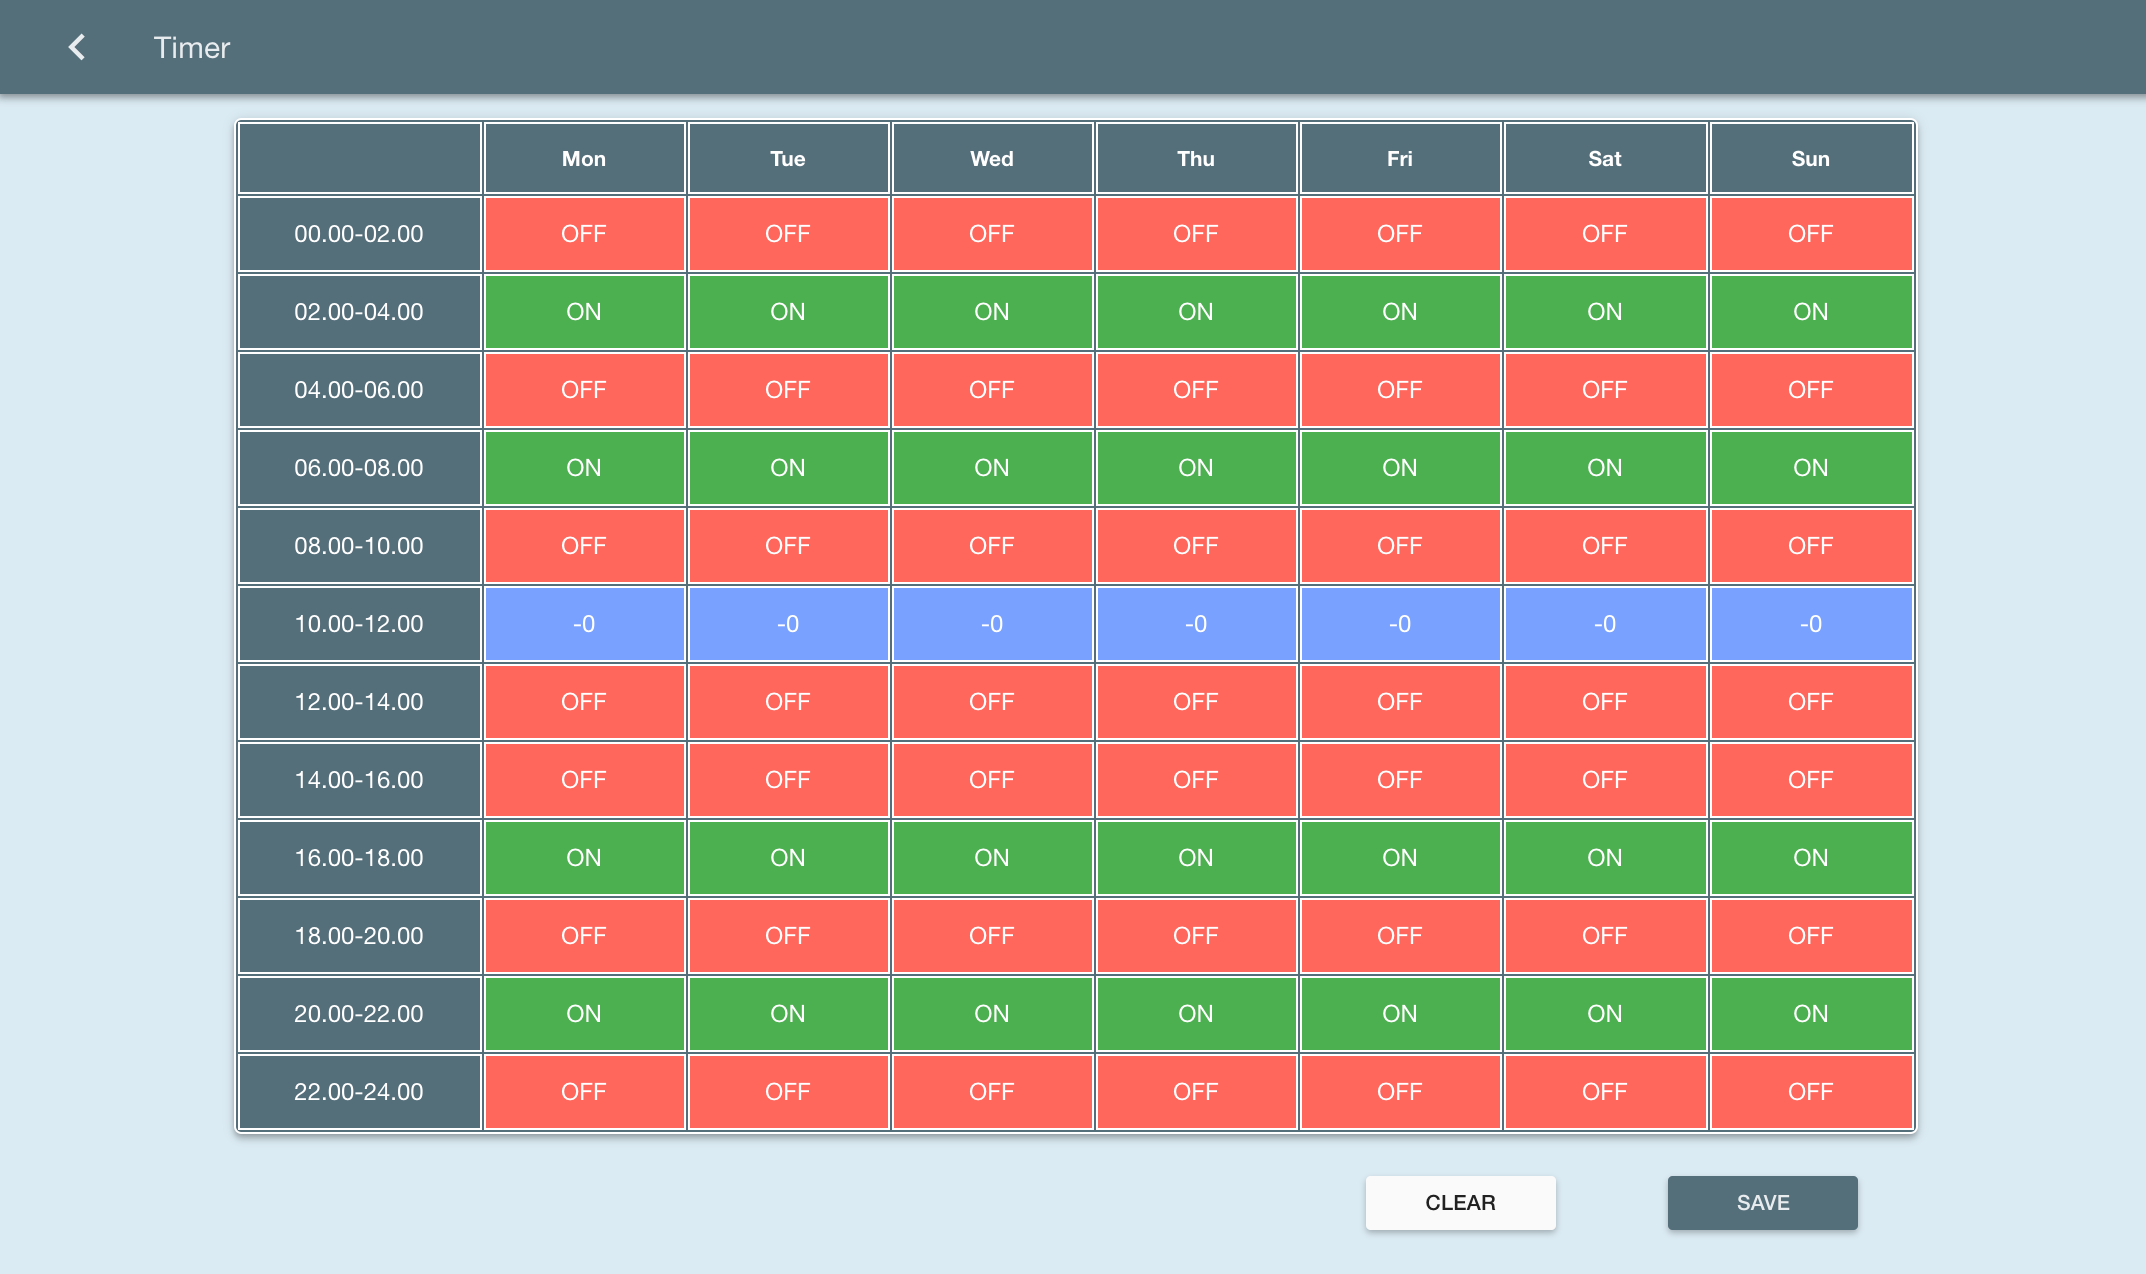 Timer
Mon Tue Wed Thu Fri Sat Sun
00.00-02.00 OFF OFF OFF OFF OFF OFF OFF
02.00-04.00 ON ON ON ON ON ON ON
04.00-06.00 OFF OFF OFF OFF OFF OFF OFF
06.00-08.00 ON ON ON ON ON ON ON
08.00-10.00 OFF OFF OFF OFF OFF OFF OFF
10.00-12.00 -0 -0 -0 -0 -0 -0 -0
12.00-14.00 OFF OFF OFF OFF OFF OFF OFF
14.00-16.00 OFF OFF OFF OFF OFF OFF OFF
16.00-18.00 ON ON ON ON ON ON ON
18.00-20.00 OFF OFF OFF OFF OFF OFF OFF
20.00-22.00 ON ON ON ON ON ON ON
22.00-24.00 OFF OFF OFF OFF OFF OFF OFF
CLEAR SAVE